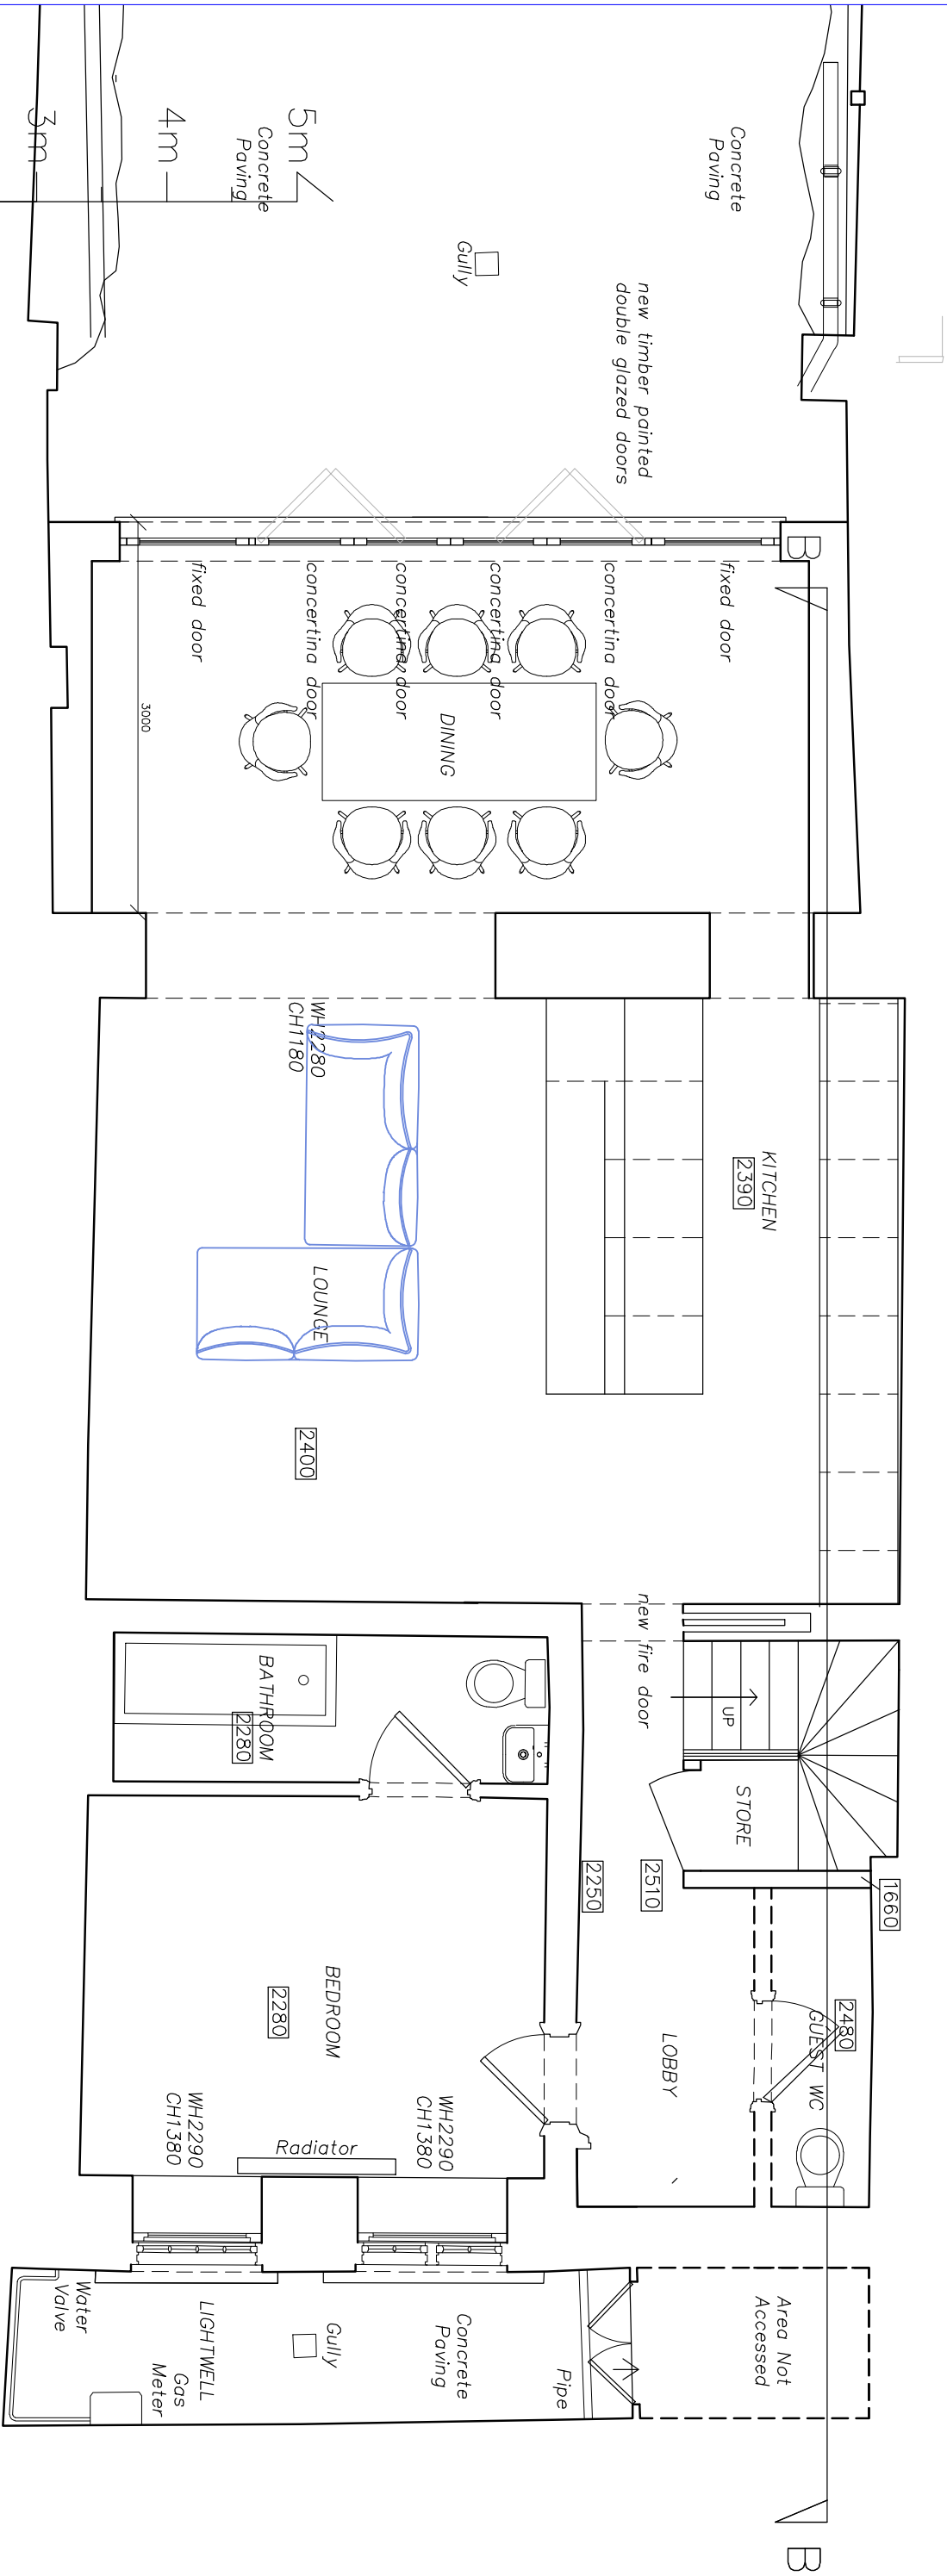 3m
4m
5m
Concrete
Paving
Concrete
Paving
Gully
new timber painted
double glazed doors
B
fixed door
concertina door
concertina door
concertina door
concertina door
fixed door
3000
DINING
WH2280
CH1180
KITCHEN
2390
LOUNGE
2400
new fire door
BATHROOM
2280
UP
STORE
2250
2510
1660
BEDROOM
2280
LOBBY
2480
GUEST WC
WH2290
CH1380
WH2290
CH1380
Radiator
Water
Valve
LIGHTWELL
Gas
Meter
Gully
Concrete
Paving
Pipe
Area Not
Accessed
B